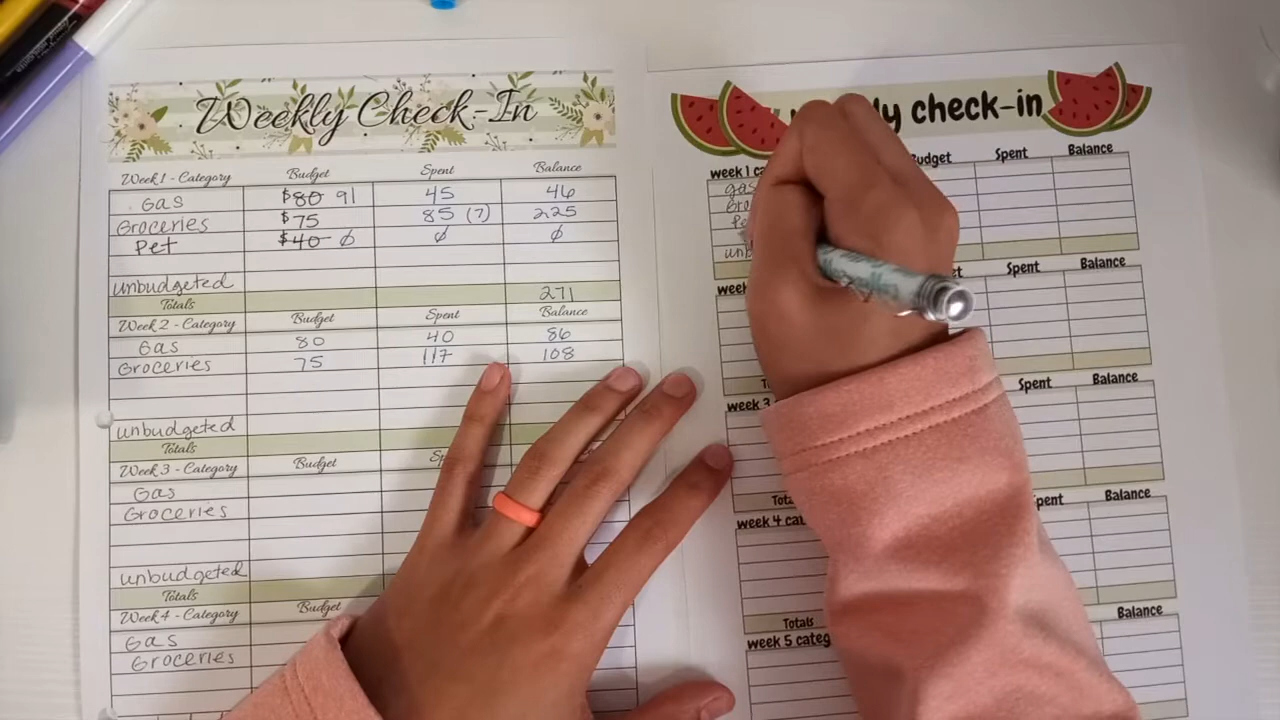 Weekly Check-In
Week 1 - Category Budget Spent Balance
Gas $80 91 45 46
Groceries $75 85 (7) 225
Pet $40 ∅ ∅ ∅
unbudgeted
Totals 271
Week 2 - Category Budget Spent Balance
Gas 80 40 86
Groceries 75 117 108
unbudgeted
Totals
Week 3 - Category Budget
Gas
Groceries
unbudgeted
Totals
Week 4 - Category Budget
Gas
Groceries
check-in
week 1 Spent Balance
gas
Spent Balance
unb
week
Spent Balance
week 3
Balance
week 4
Totals Balance
week 5